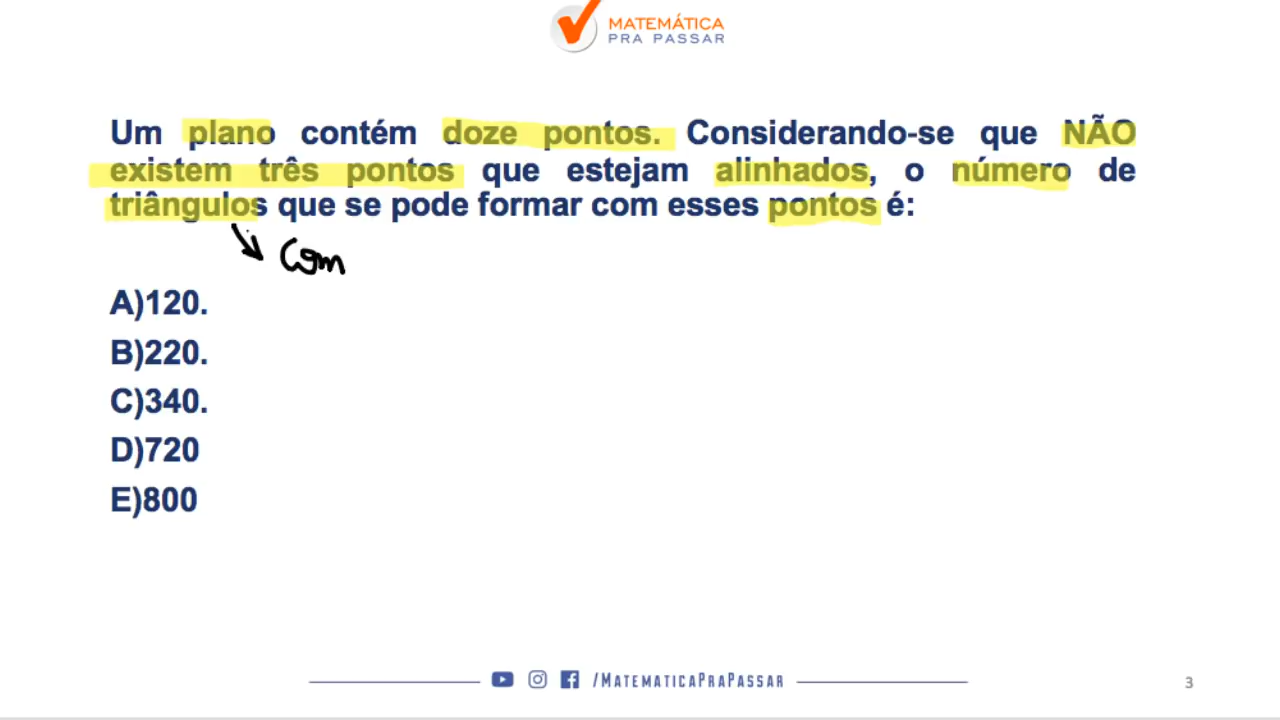 MATEMÁTICA
PRA PASSAR
Um plano contém doze pontos. Considerando-se que NÃO
existem três pontos que estejam alinhados, o número de
triângulos que se pode formar com esses pontos é:
Com
A)120.
B)220.
C)340.
D)720
E)800
/MatematicaPraPassar
3